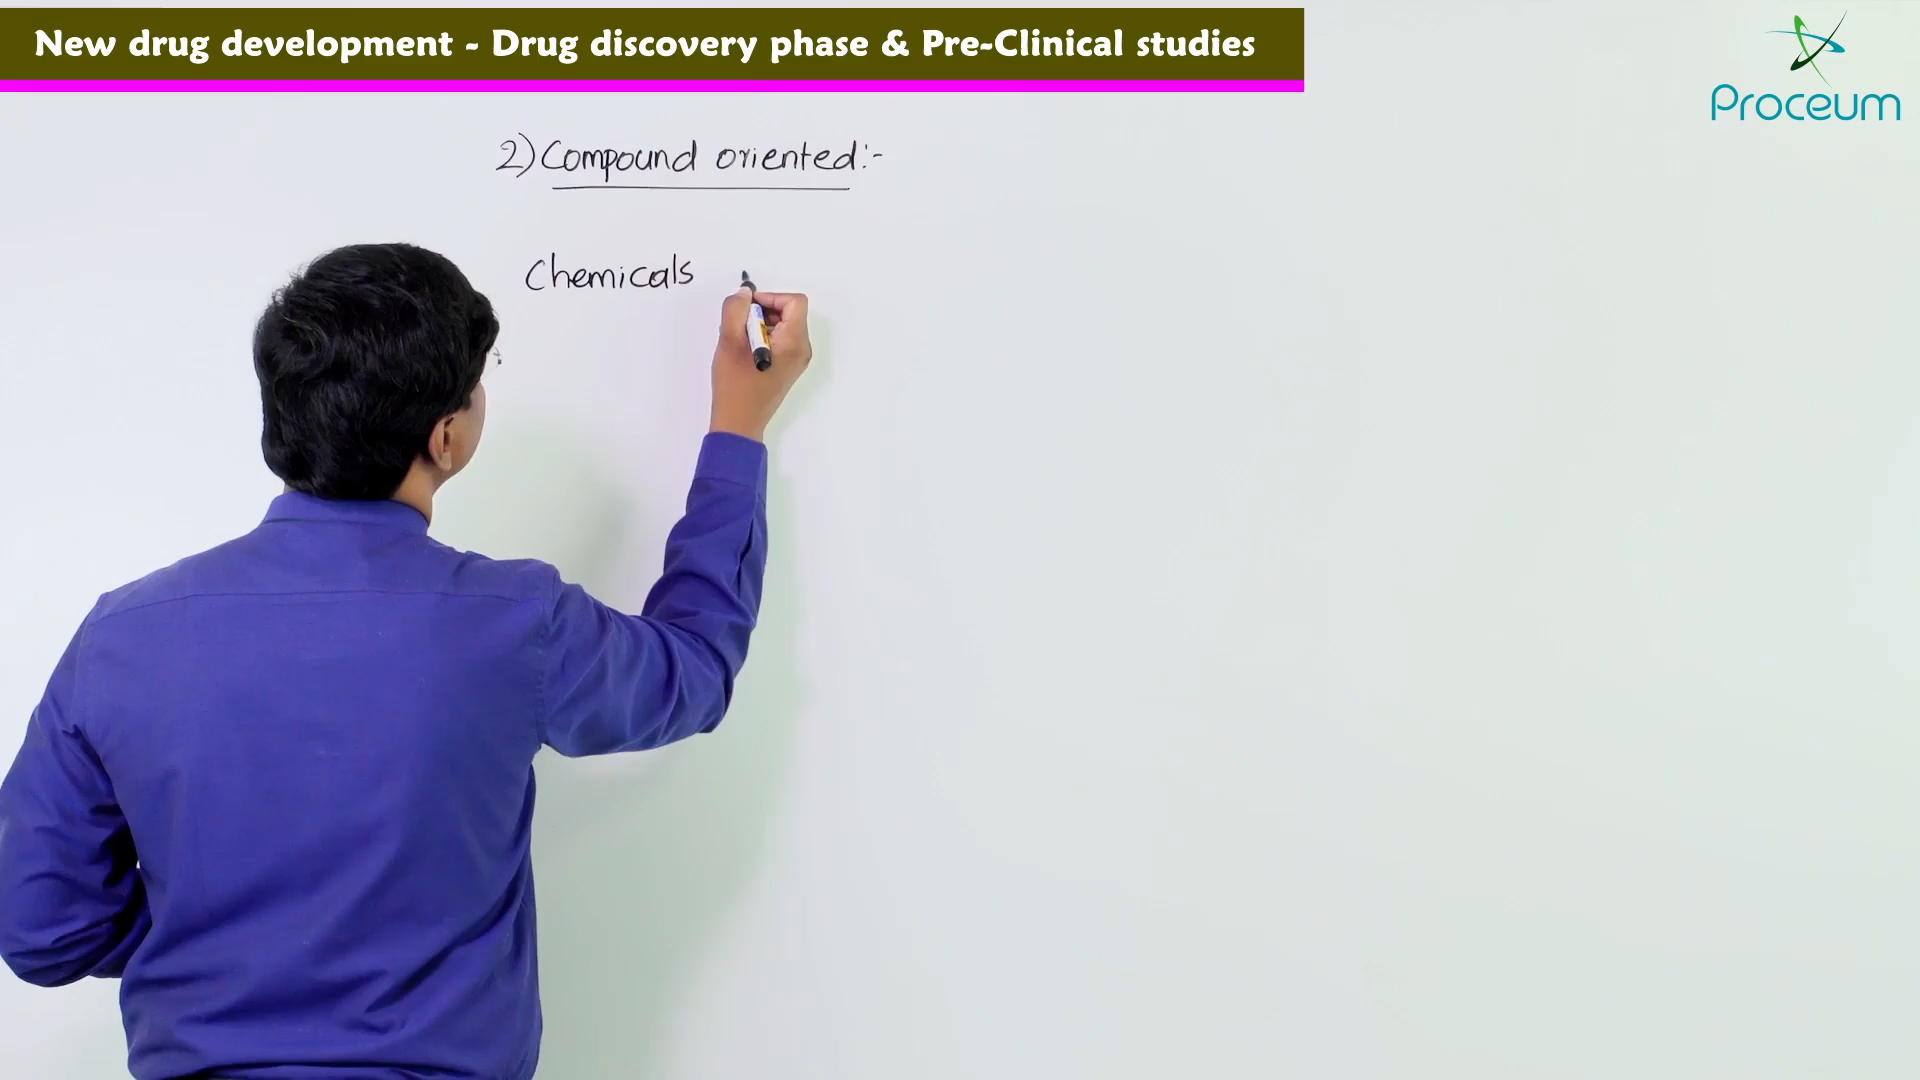 New drug development - Drug discovery phase & Pre-Clinical studies
Proceum
2) Compound oriented:-
Chemicals